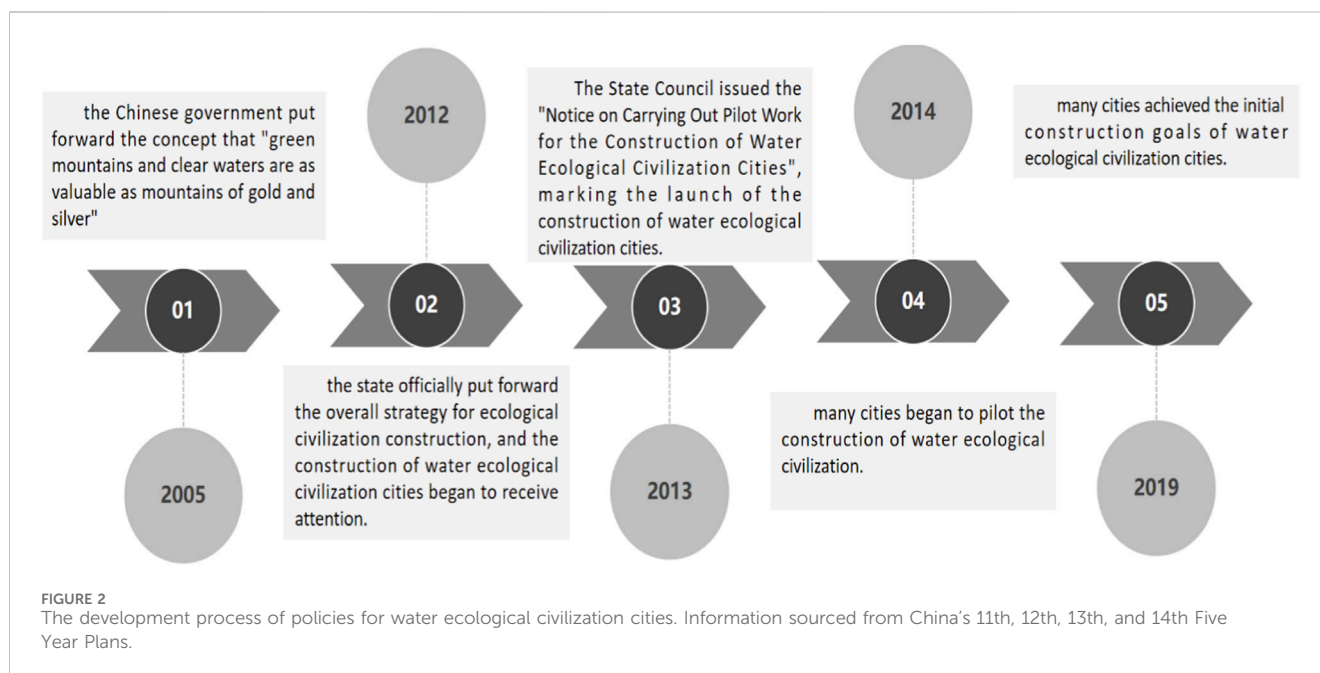 the Chinese government put
forward the concept that "green
mountains and clear waters are as
valuable as mountains of gold and
silver"
01
2005
2012
02
the state officially put forward
the overall strategy for ecological
civilization construction, and the
construction of water ecological
civilization cities began to receive
attention.
The State Council issued the
"Notice on Carrying Out Pilot Work
for the Construction of Water
Ecological Civilization Cities",
marking the launch of the
construction of water ecological
civilization cities.
03
2013
2014
04
many cities began to pilot the
construction of water ecological
civilization.
many cities achieved the initial
construction goals of water
ecological civilization cities.
05
2019
FIGURE 2
The development process of policies for water ecological civilization cities. Information sourced from China's 11th, 12th, 13th, and 14th Five
Year Plans.